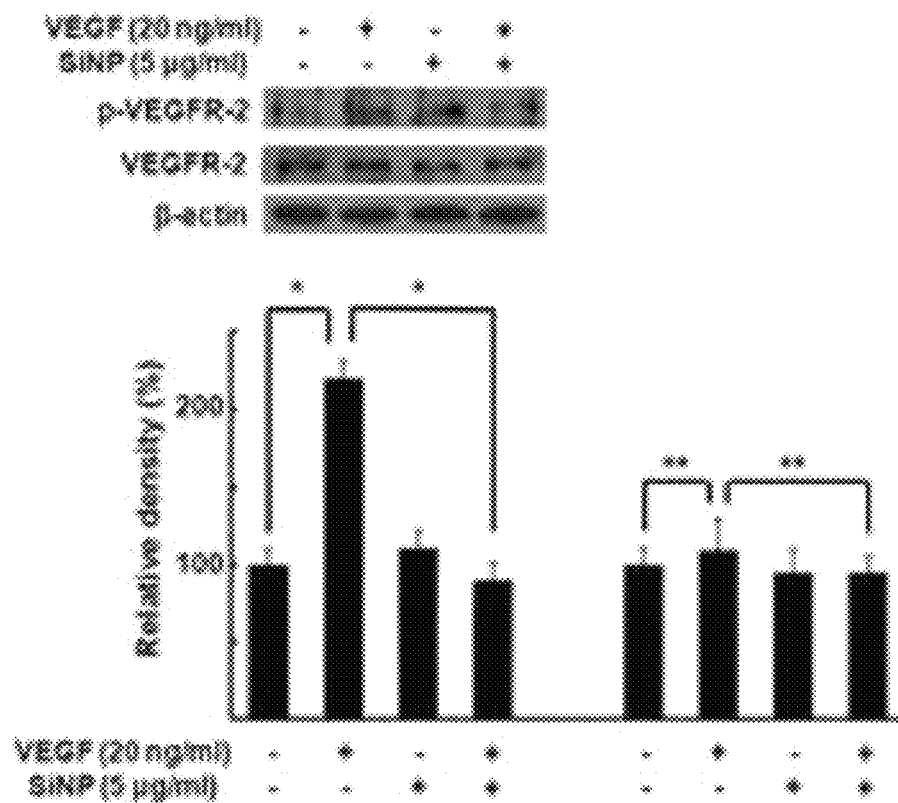 VEGF (20 ng/ml) - + - +
SiNP (5 μg/ml) - - + +
p-VEGFR-2
VEGFR-2
β-actin
* *
Relative density (%)
200
** **
100
VEGF (20 ng/ml) - + - + - + - +
SiNP (5 μg/ml) - - + + - - + +